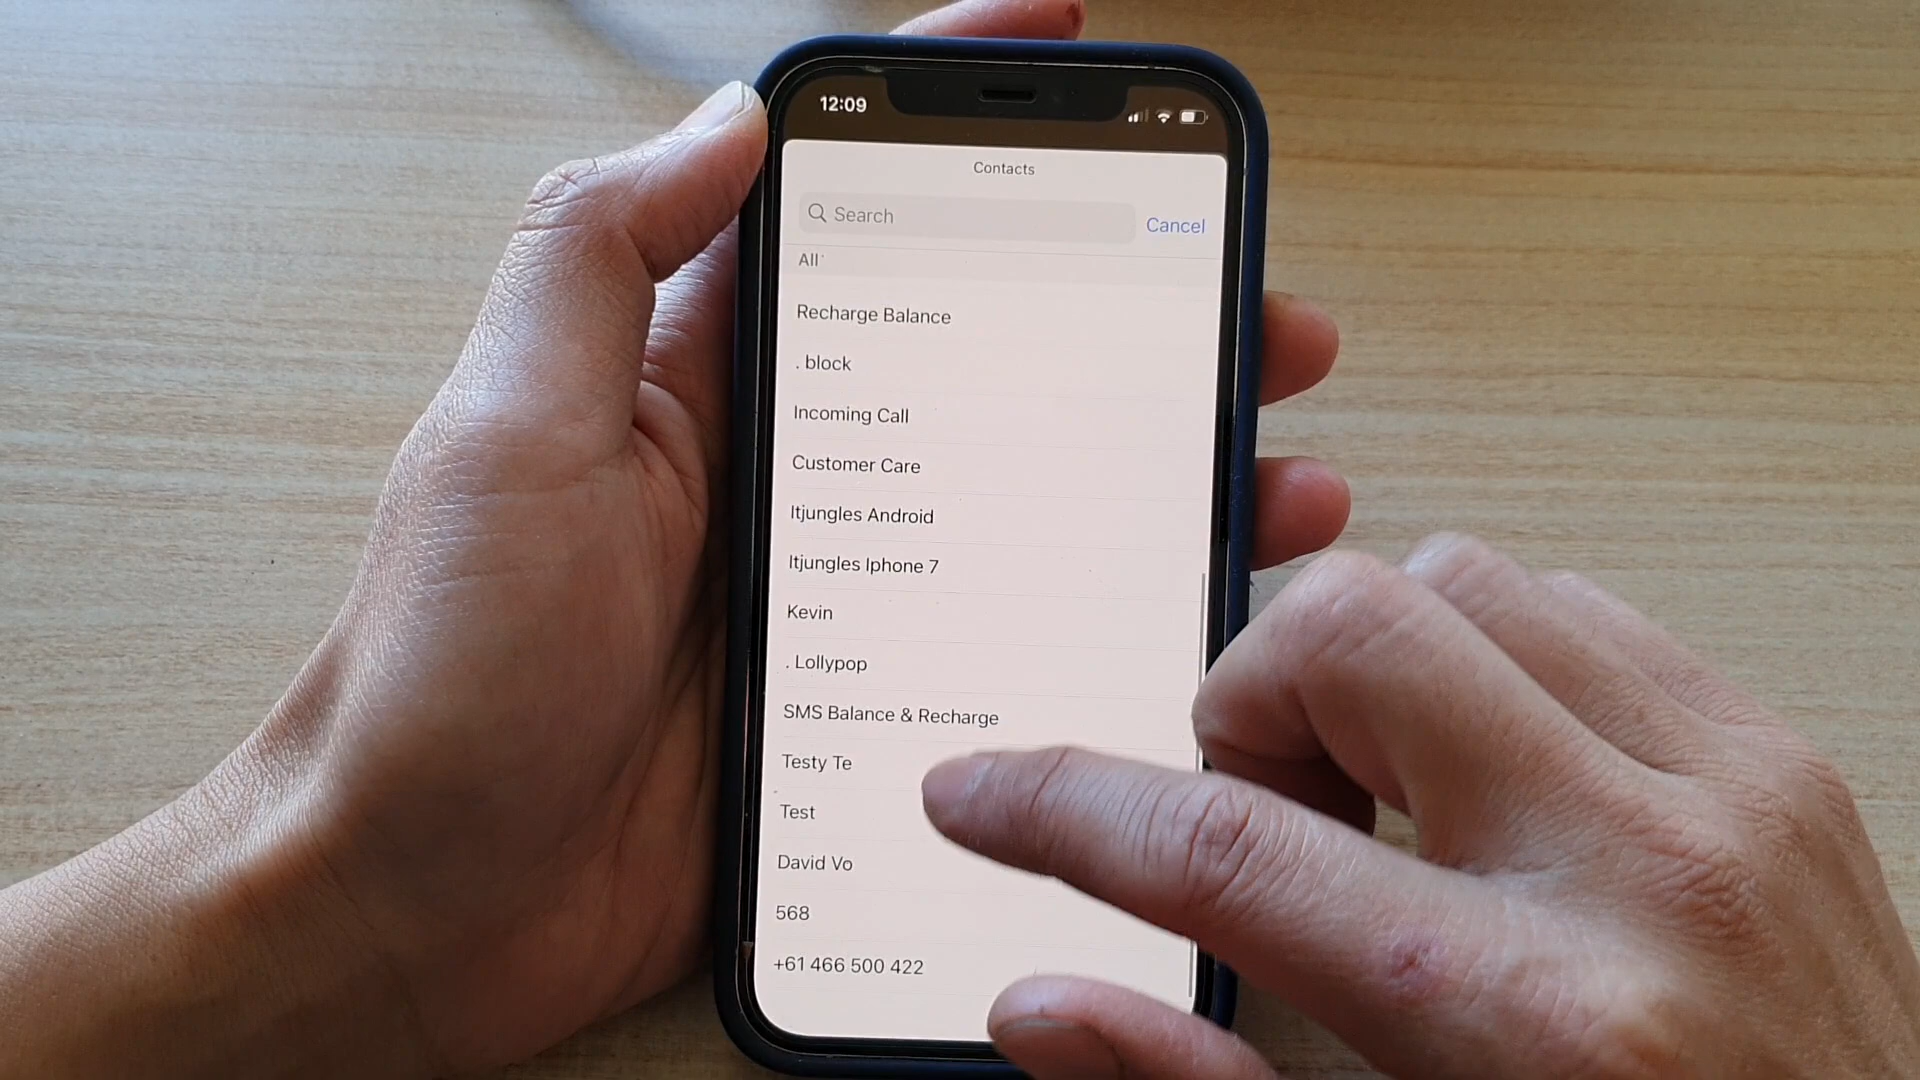 12:09
Contacts
Search
Cancel
All
Recharge Balance
. block
Incoming Call
Customer Care
Itjungles Android
Itjungles Iphone 7
Kevin
. Lollypop
SMS Balance & Recharge
Testy Te
Test
David Vo
568
+61 466 500 422